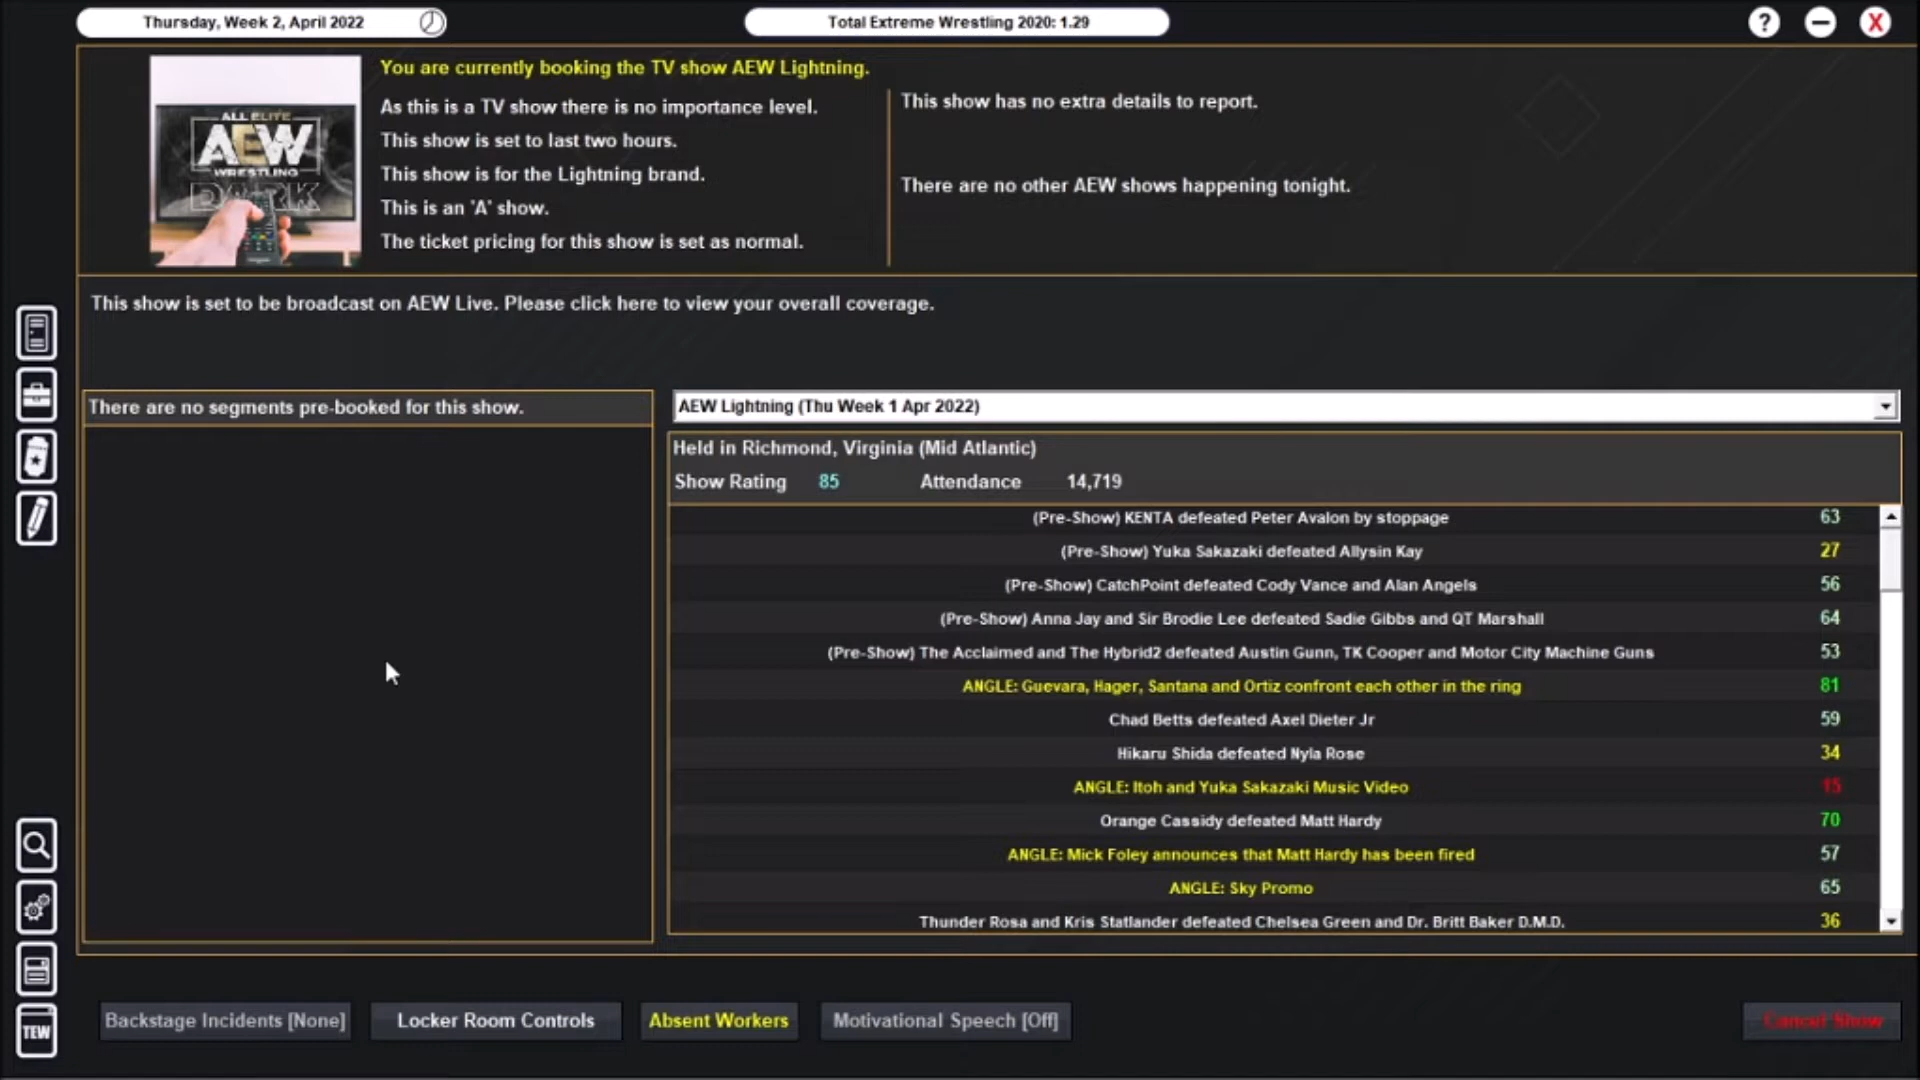 Thursday, Week 2, April 2022
Total Extreme Wrestling 2020: 1.29
?
X
ALL ELITE
AEW
WRESTLING
DARK
You are currently booking the TV show AEW Lightning.
As this is a TV show there is no importance level.
This show is set to last two hours.
This show is for the Lightning brand.
This is an 'A' show.
The ticket pricing for this show is set as normal.
This show has no extra details to report.
There are no other AEW shows happening tonight.
This show is set to be broadcast on AEW Live. Please click here to view your overall coverage.
There are no segments pre-booked for this show.
AEW Lightning (Thu Week 1 Apr 2022)
Held in Richmond, Virginia (Mid Atlantic)
Show Rating 85 Attendance 14,719
(Pre-Show) KENTA defeated Peter Avalon by stoppage 63
(Pre-Show) Yuka Sakazaki defeated Allysin Kay 27
(Pre-Show) CatchPoint defeated Cody Vance and Alan Angels 56
(Pre-Show) Anna Jay and Sir Brodie Lee defeated Sadie Gibbs and QT Marshall 64
(Pre-Show) The Acclaimed and The Hybrid2 defeated Austin Gunn, TK Cooper and Motor City Machine Guns 53
ANGLE: Guevara, Hager, Santana and Ortiz confront each other in the ring 81
Chad Betts defeated Axel Dieter Jr 59
Hikaru Shida defeated Nyla Rose 34
ANGLE: Itoh and Yuka Sakazaki Music Video 15
Orange Cassidy defeated Matt Hardy 70
ANGLE: Mick Foley announces that Matt Hardy has been fired 57
ANGLE: Sky Promo 65
Thunder Rosa and Kris Statlander defeated Chelsea Green and Dr. Britt Baker D.M.D. 36
TEW
Backstage Incidents [None]
Locker Room Controls
Absent Workers
Motivational Speech [Off]
Cancel Show